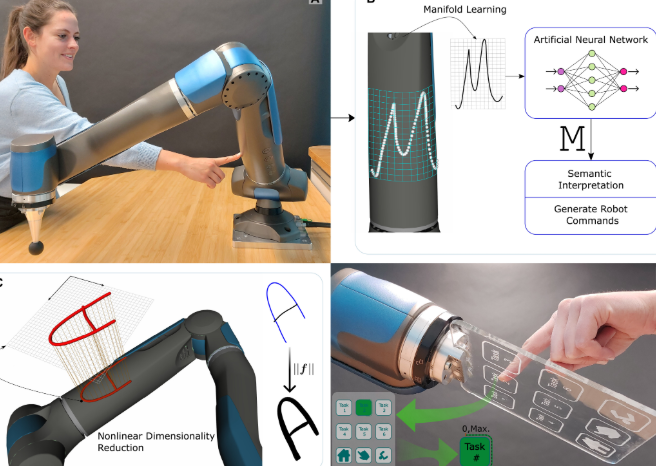 A
Manifold Learning
Artificial Neural Network
M
Semantic
Interpretation
Generate Robot
Commands
C
A
||f||
A
Nonlinear Dimensionality
Reduction
Task
1
Task
3
Task
4
Task
5
Task
6
0,Max.
Task
#